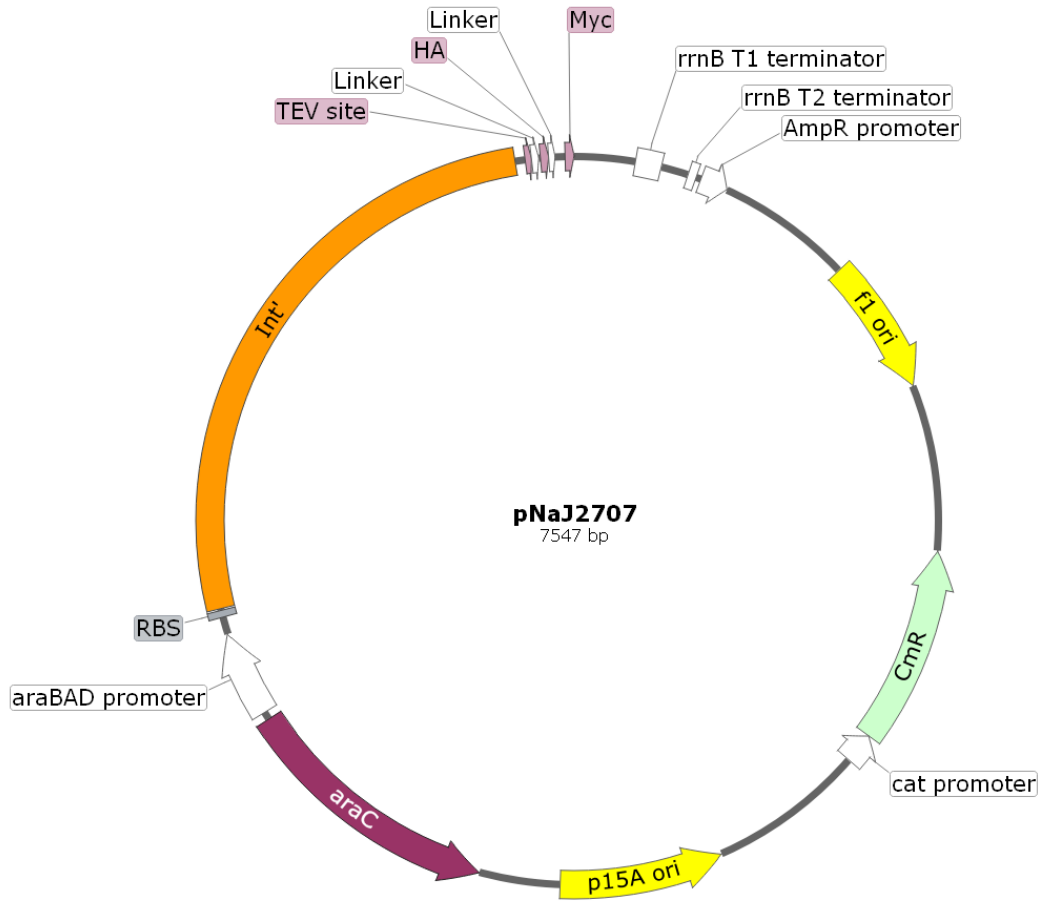 Linker
Myc
HA
rrnB T1 terminator
Linker
rrnB T2 terminator
TEV site
AmpR promoter
Int'
f1 ori
pNaJ2707
7547 bp
RBS
CmR
araBAD promoter
cat promoter
araC
p15A ori